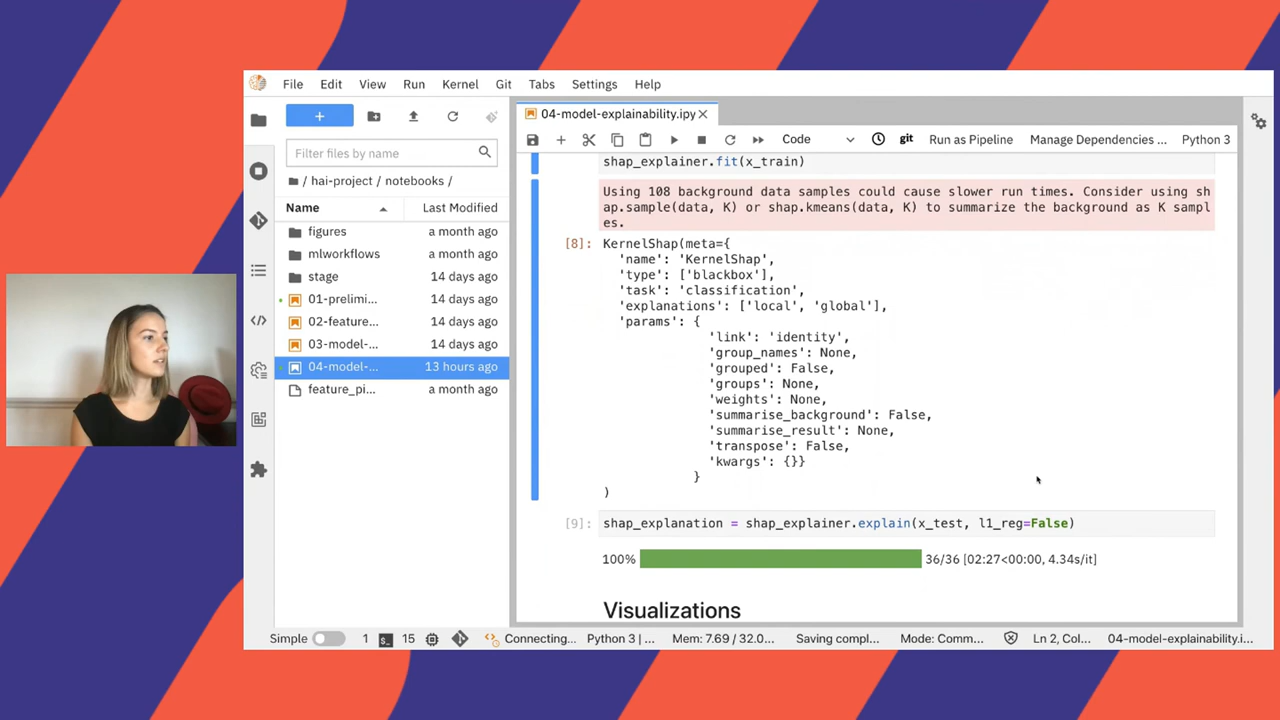 File Edit View Run Kernel Git Tabs Settings Help
+
Filter files by name
/ hai-project / notebooks /
Name Last Modified
figures a month ago
mlworkflows a month ago
stage 14 days ago
01-prelimi... 14 days ago
02-feature... 14 days ago
03-model-... 14 days ago
04-model-... 13 hours ago
feature_pi... a month ago
04-model-explainability.ipy
Code git Run as Pipeline Manage Dependencies ... Python 3
shap_explainer.fit(x_train)
Using 108 background data samples could cause slower run times. Consider using sh
ap.sample(data, K) or shap.kmeans(data, K) to summarize the background as K sampl
es.
[8]: KernelShap(meta={
'name': 'KernelShap',
'type': ['blackbox'],
'task': 'classification',
'explanations': ['local', 'global'],
'params': {
'link': 'identity',
'group_names': None,
'grouped': False,
'groups': None,
'weights': None,
'summarise_background': False,
'summarise_result': None,
'transpose': False,
'kwargs': {}}
}
)
[9]: shap_explanation = shap_explainer.explain(x_test, l1_reg=False)
100% 36/36 [02:27<00:00, 4.34s/it]
Visualizations
Simple 1 15 Connecting... Python 3 | ... Mem: 7.69 / 32.0... Saving compl... Mode: Comm... Ln 2, Col... 04-model-explainability.i...